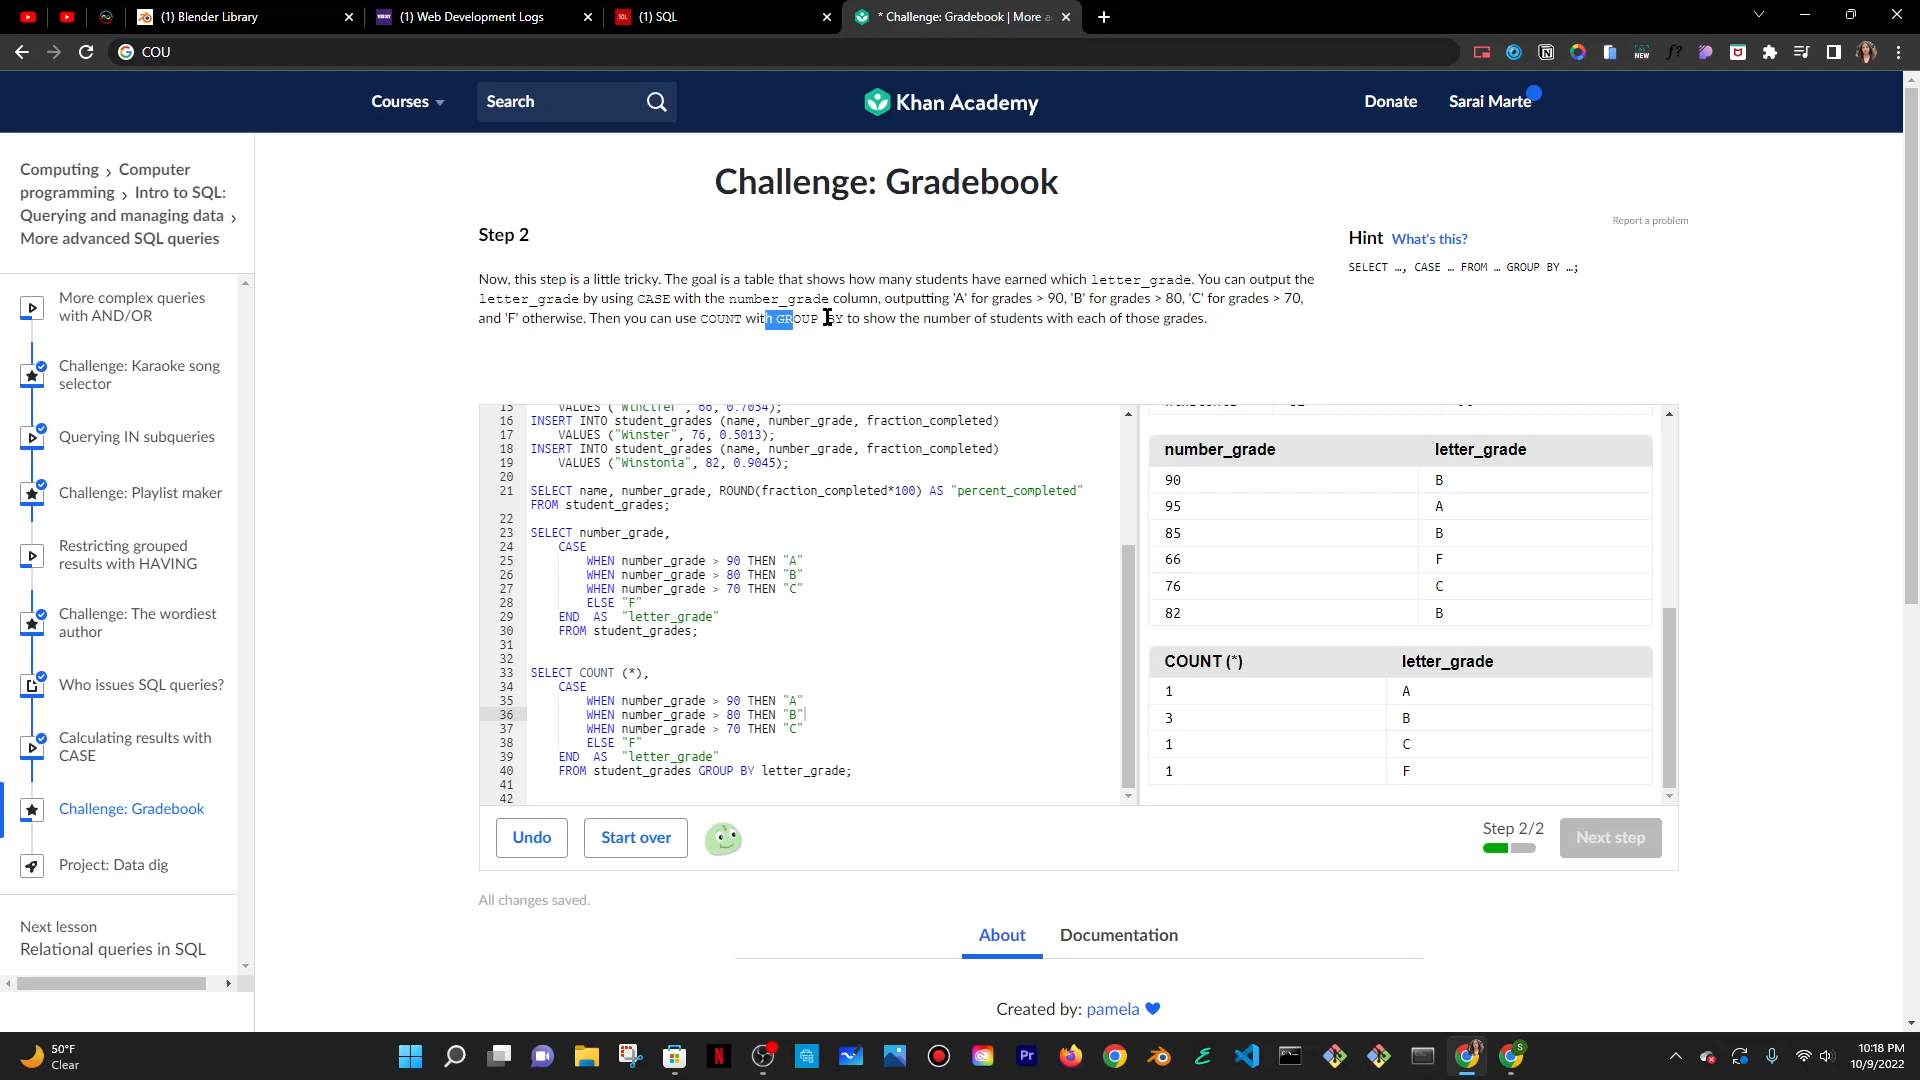 (1) Blender Library
(1) Web Development Logs
(1) SQL
* Challenge: Gradebook | More a
COU
Courses
Search
Khan Academy
Donate
Sarai Marte
Computing › Computer
programming › Intro to SQL:
Querying and managing data ›
More advanced SQL queries
More complex queries
with AND/OR
Challenge: Karaoke song
selector
Querying IN subqueries
Challenge: Playlist maker
Restricting grouped
results with HAVING
Challenge: The wordiest
author
Who issues SQL queries?
Calculating results with
CASE
Challenge: Gradebook
Project: Data dig
Next lesson
Relational queries in SQL
Challenge: Gradebook
Report a problem
Step 2
Now, this step is a little tricky. The goal is a table that shows how many students have earned which letter_grade. You can output the
letter_grade by using CASE with the number_grade column, outputting 'A' for grades > 90, 'B' for grades > 80, 'C' for grades > 70,
and 'F' otherwise. Then you can use COUNT with GROUP BY to show the number of students with each of those grades.
Hint What's this?
SELECT …, CASE … FROM … GROUP BY …;
15 VALUES ("Wincifer", 66, 0.7054);
16 INSERT INTO student_grades (name, number_grade, fraction_completed)
17 VALUES ("Winster", 76, 0.5013);
18 INSERT INTO student_grades (name, number_grade, fraction_completed)
19 VALUES ("Winstonia", 82, 0.9045);
20
21 SELECT name, number_grade, ROUND(fraction_completed*100) AS "percent_completed"
FROM student_grades;
22
23 SELECT number_grade,
24 CASE
25 WHEN number_grade > 90 THEN "A"
26 WHEN number_grade > 80 THEN "B"
27 WHEN number_grade > 70 THEN "C"
28 ELSE "F"
29 END AS "letter_grade"
30 FROM student_grades;
31
32
33 SELECT COUNT (*),
34 CASE
35 WHEN number_grade > 90 THEN "A"
36 WHEN number_grade > 80 THEN "B"
37 WHEN number_grade > 70 THEN "C"
38 ELSE "F"
39 END AS "letter_grade"
40 FROM student_grades GROUP BY letter_grade;
41
42
number_grade letter_grade
90 B
95 A
85 B
66 F
76 C
82 B
COUNT (*) letter_grade
1 A
3 B
1 C
1 F
Undo
Start over
Step 2/2
Next step
All changes saved.
About
Documentation
Created by: pamela
50°F
Clear
10:18 PM
10/9/2022